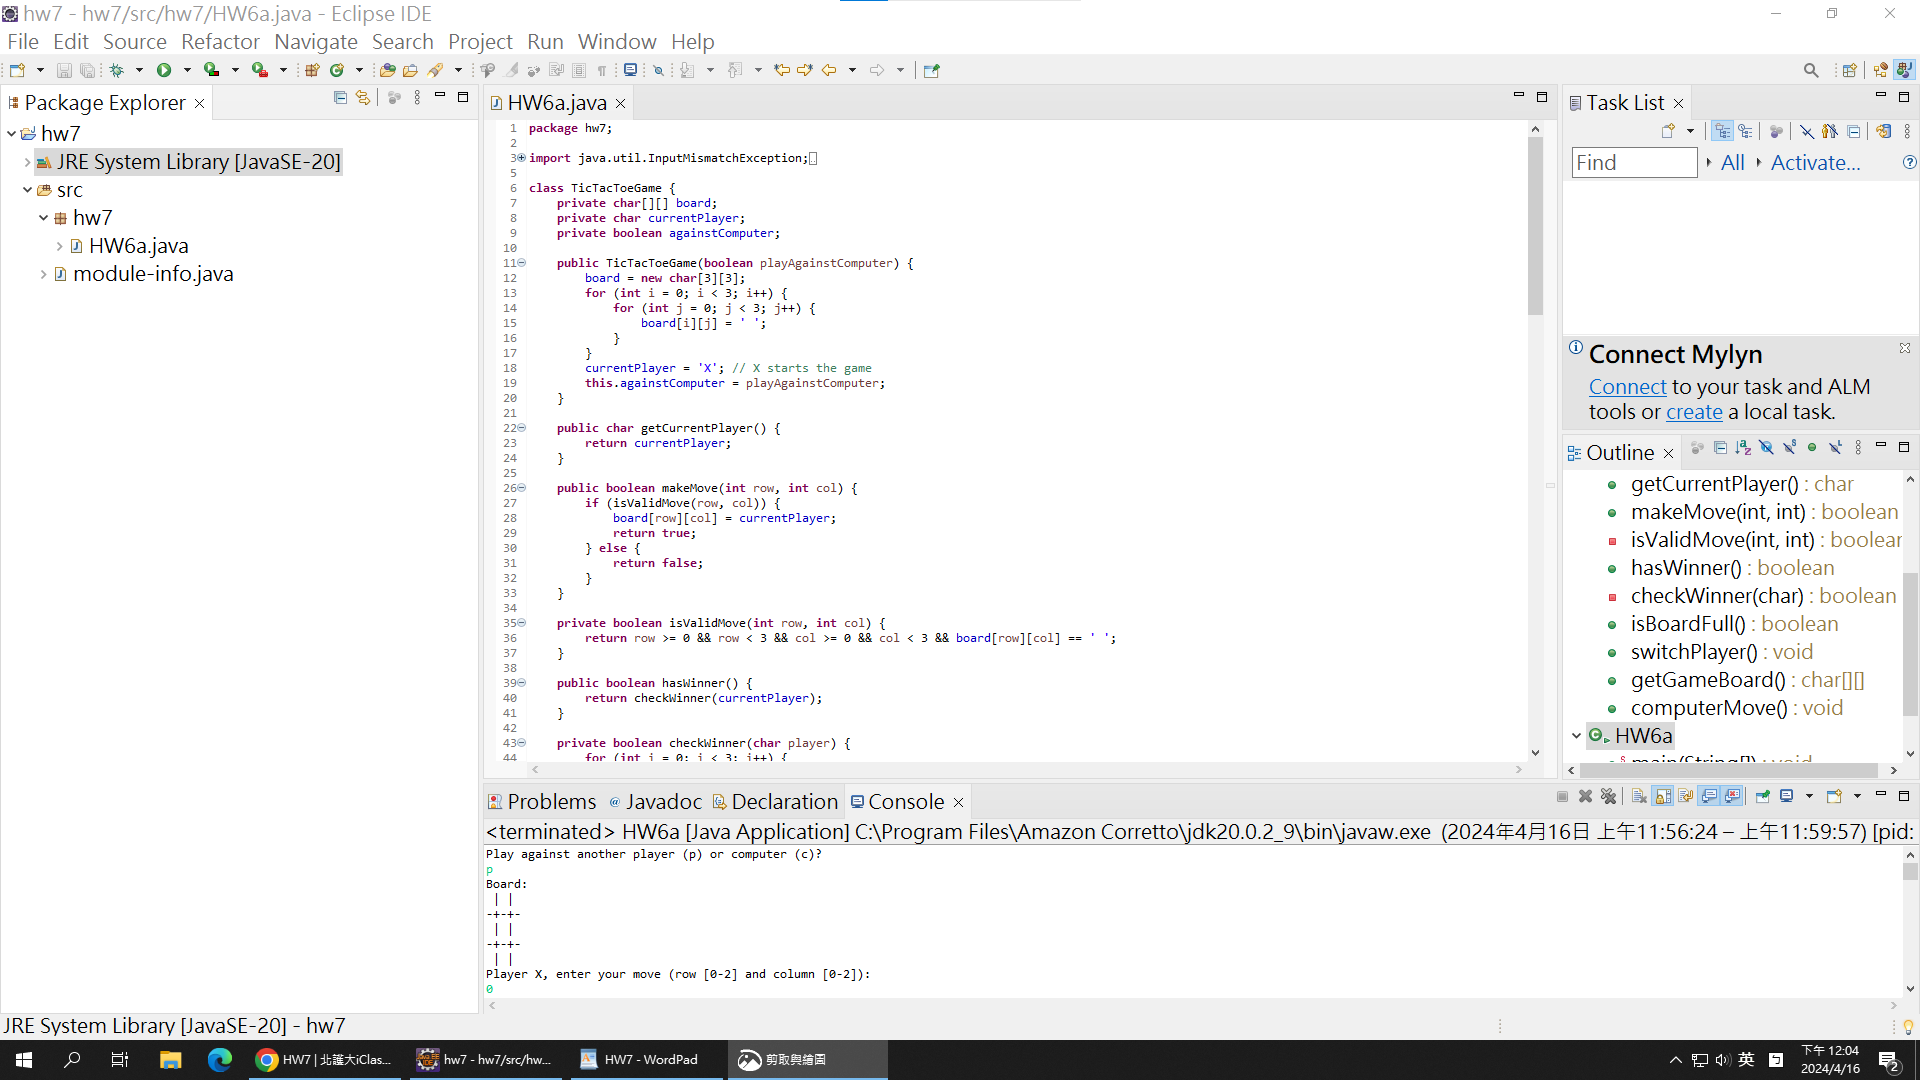 hw7 - hw7/src/hw7/HW6a.java - Eclipse IDE
File Edit Source Refactor Navigate Search Project Run Window Help
Package Explorer
hw7
JRE System Library [JavaSE-20]
src
hw7
HW6a.java
module-info.java
HW6a.java
1 package hw7;
2
3 import java.util.InputMismatchException;
5
6 class TicTacToeGame {
7 private char[][] board;
8 private char currentPlayer;
9 private boolean againstComputer;
10
11 public TicTacToeGame(boolean playAgainstComputer) {
12 board = new char[3][3];
13 for (int i = 0; i < 3; i++) {
14 for (int j = 0; j < 3; j++) {
15 board[i][j] = ' ';
16 }
17 }
18 currentPlayer = 'X'; // X starts the game
19 this.againstComputer = playAgainstComputer;
20 }
21
22 public char getCurrentPlayer() {
23 return currentPlayer;
24 }
25
26 public boolean makeMove(int row, int col) {
27 if (isValidMove(row, col)) {
28 board[row][col] = currentPlayer;
29 return true;
30 } else {
31 return false;
32 }
33 }
34
35 private boolean isValidMove(int row, int col) {
36 return row >= 0 && row < 3 && col >= 0 && col < 3 && board[row][col] == ' ';
37 }
38
39 public boolean hasWinner() {
40 return checkWinner(currentPlayer);
41 }
42
43 private boolean checkWinner(char player) {
44 for (int i = 0; i < 3; i++) {
Task List
Find All Activate...
Connect Mylyn
Connect to your task and ALM
tools or create a local task.
Outline
getCurrentPlayer() : char
makeMove(int, int) : boolean
isValidMove(int, int) : boolear
hasWinner() : boolean
checkWinner(char) : boolean
isBoardFull() : boolean
switchPlayer() : void
getGameBoard() : char[][]
computerMove() : void
HW6a
main(String[]) : void
Problems Javadoc Declaration Console
<terminated> HW6a [Java Application] C:\Program Files\Amazon Corretto\jdk20.0.2_9\bin\javaw.exe (2024年4月16日 上午11:56:24 – 上午11:59:57) [pid:
Play against another player (p) or computer (c)?
p
Board:
| |
-+-+-
| |
-+-+-
| |
Player X, enter your move (row [0-2] and column [0-2]):
0
JRE System Library [JavaSE-20] - hw7
HW7 | 北護大iClas...
hw7 - hw7/src/hw...
HW7 - WordPad
剪取與繪圖
英
下午 12:04
2024/4/16
2